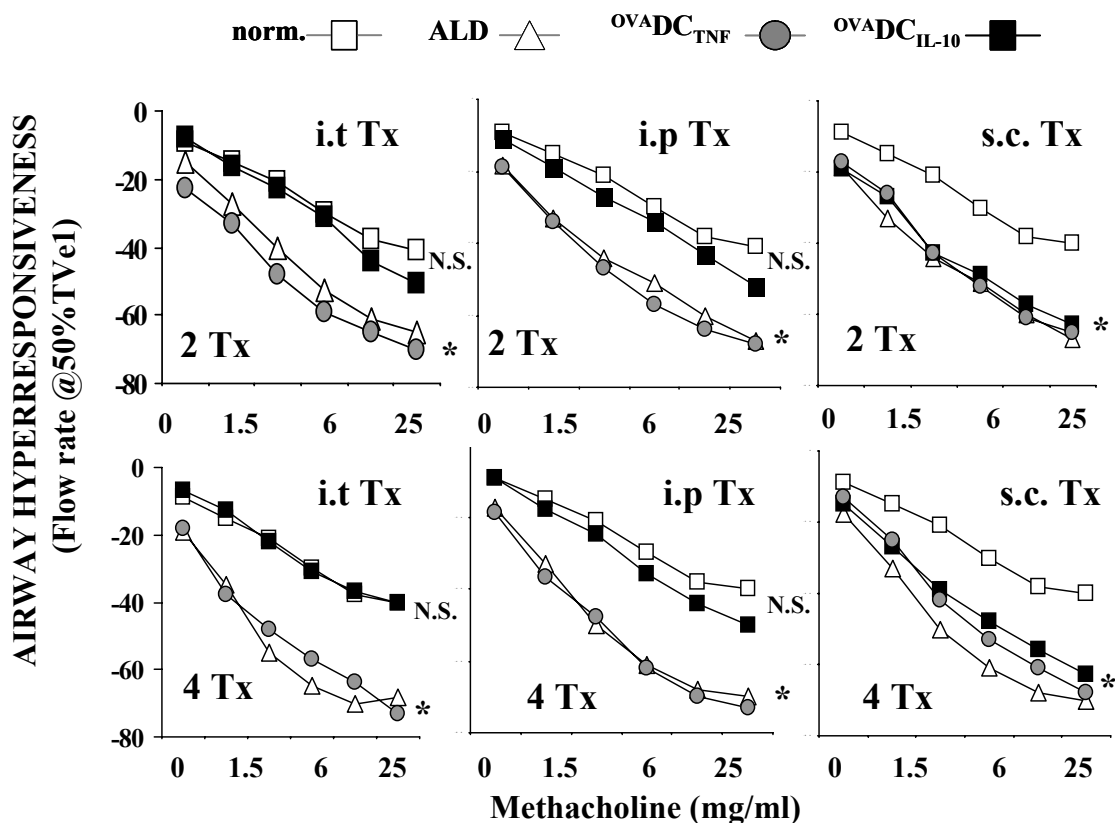 norm. ALD OVADCTNF OVADCIL-10
AIRWAY HYPERRESPONSIVENESS
(Flow rate @50%TVe1)
0 i.t Tx i.p Tx s.c. Tx
-20
-40
N.S. N.S.
-60
2 Tx * 2 Tx * 2 Tx *
-80
0 1.5 6 25 0 1.5 6 25 0 1.5 6 25
0 i.t Tx i.p Tx s.c. Tx
-20
-40
N.S. N.S.
-60
4 Tx * 4 Tx * 4 Tx *
-80
0 1.5 6 25 0 1.5 6 25 0 1.5 6 25
Methacholine (mg/ml)